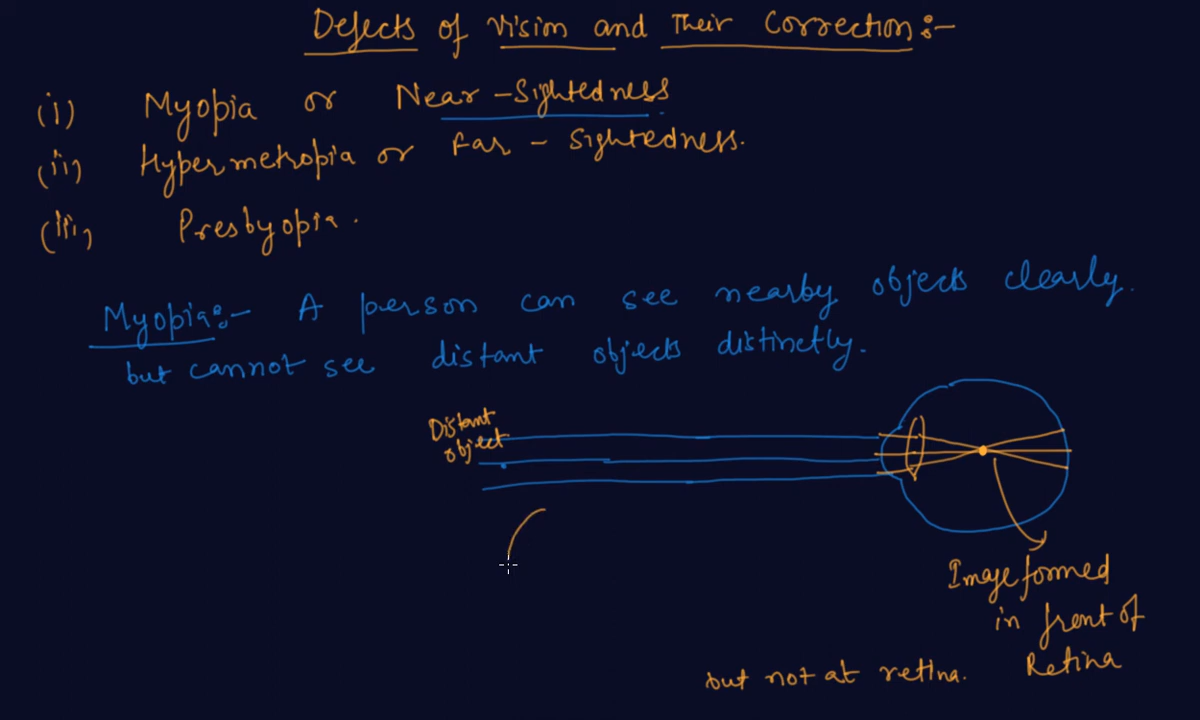 Defects of Vision and Their Correction:-
(i) Myopia or Near-Sightedness
(ii) Hypermetropia or Far-Sightedness.
(iii) Presbyopia.
Myopia:- A person can see nearby objects clearly.
but cannot see distant objects distinctly.
Distant
object
Image formed
in front of
Retina
but not at retina.